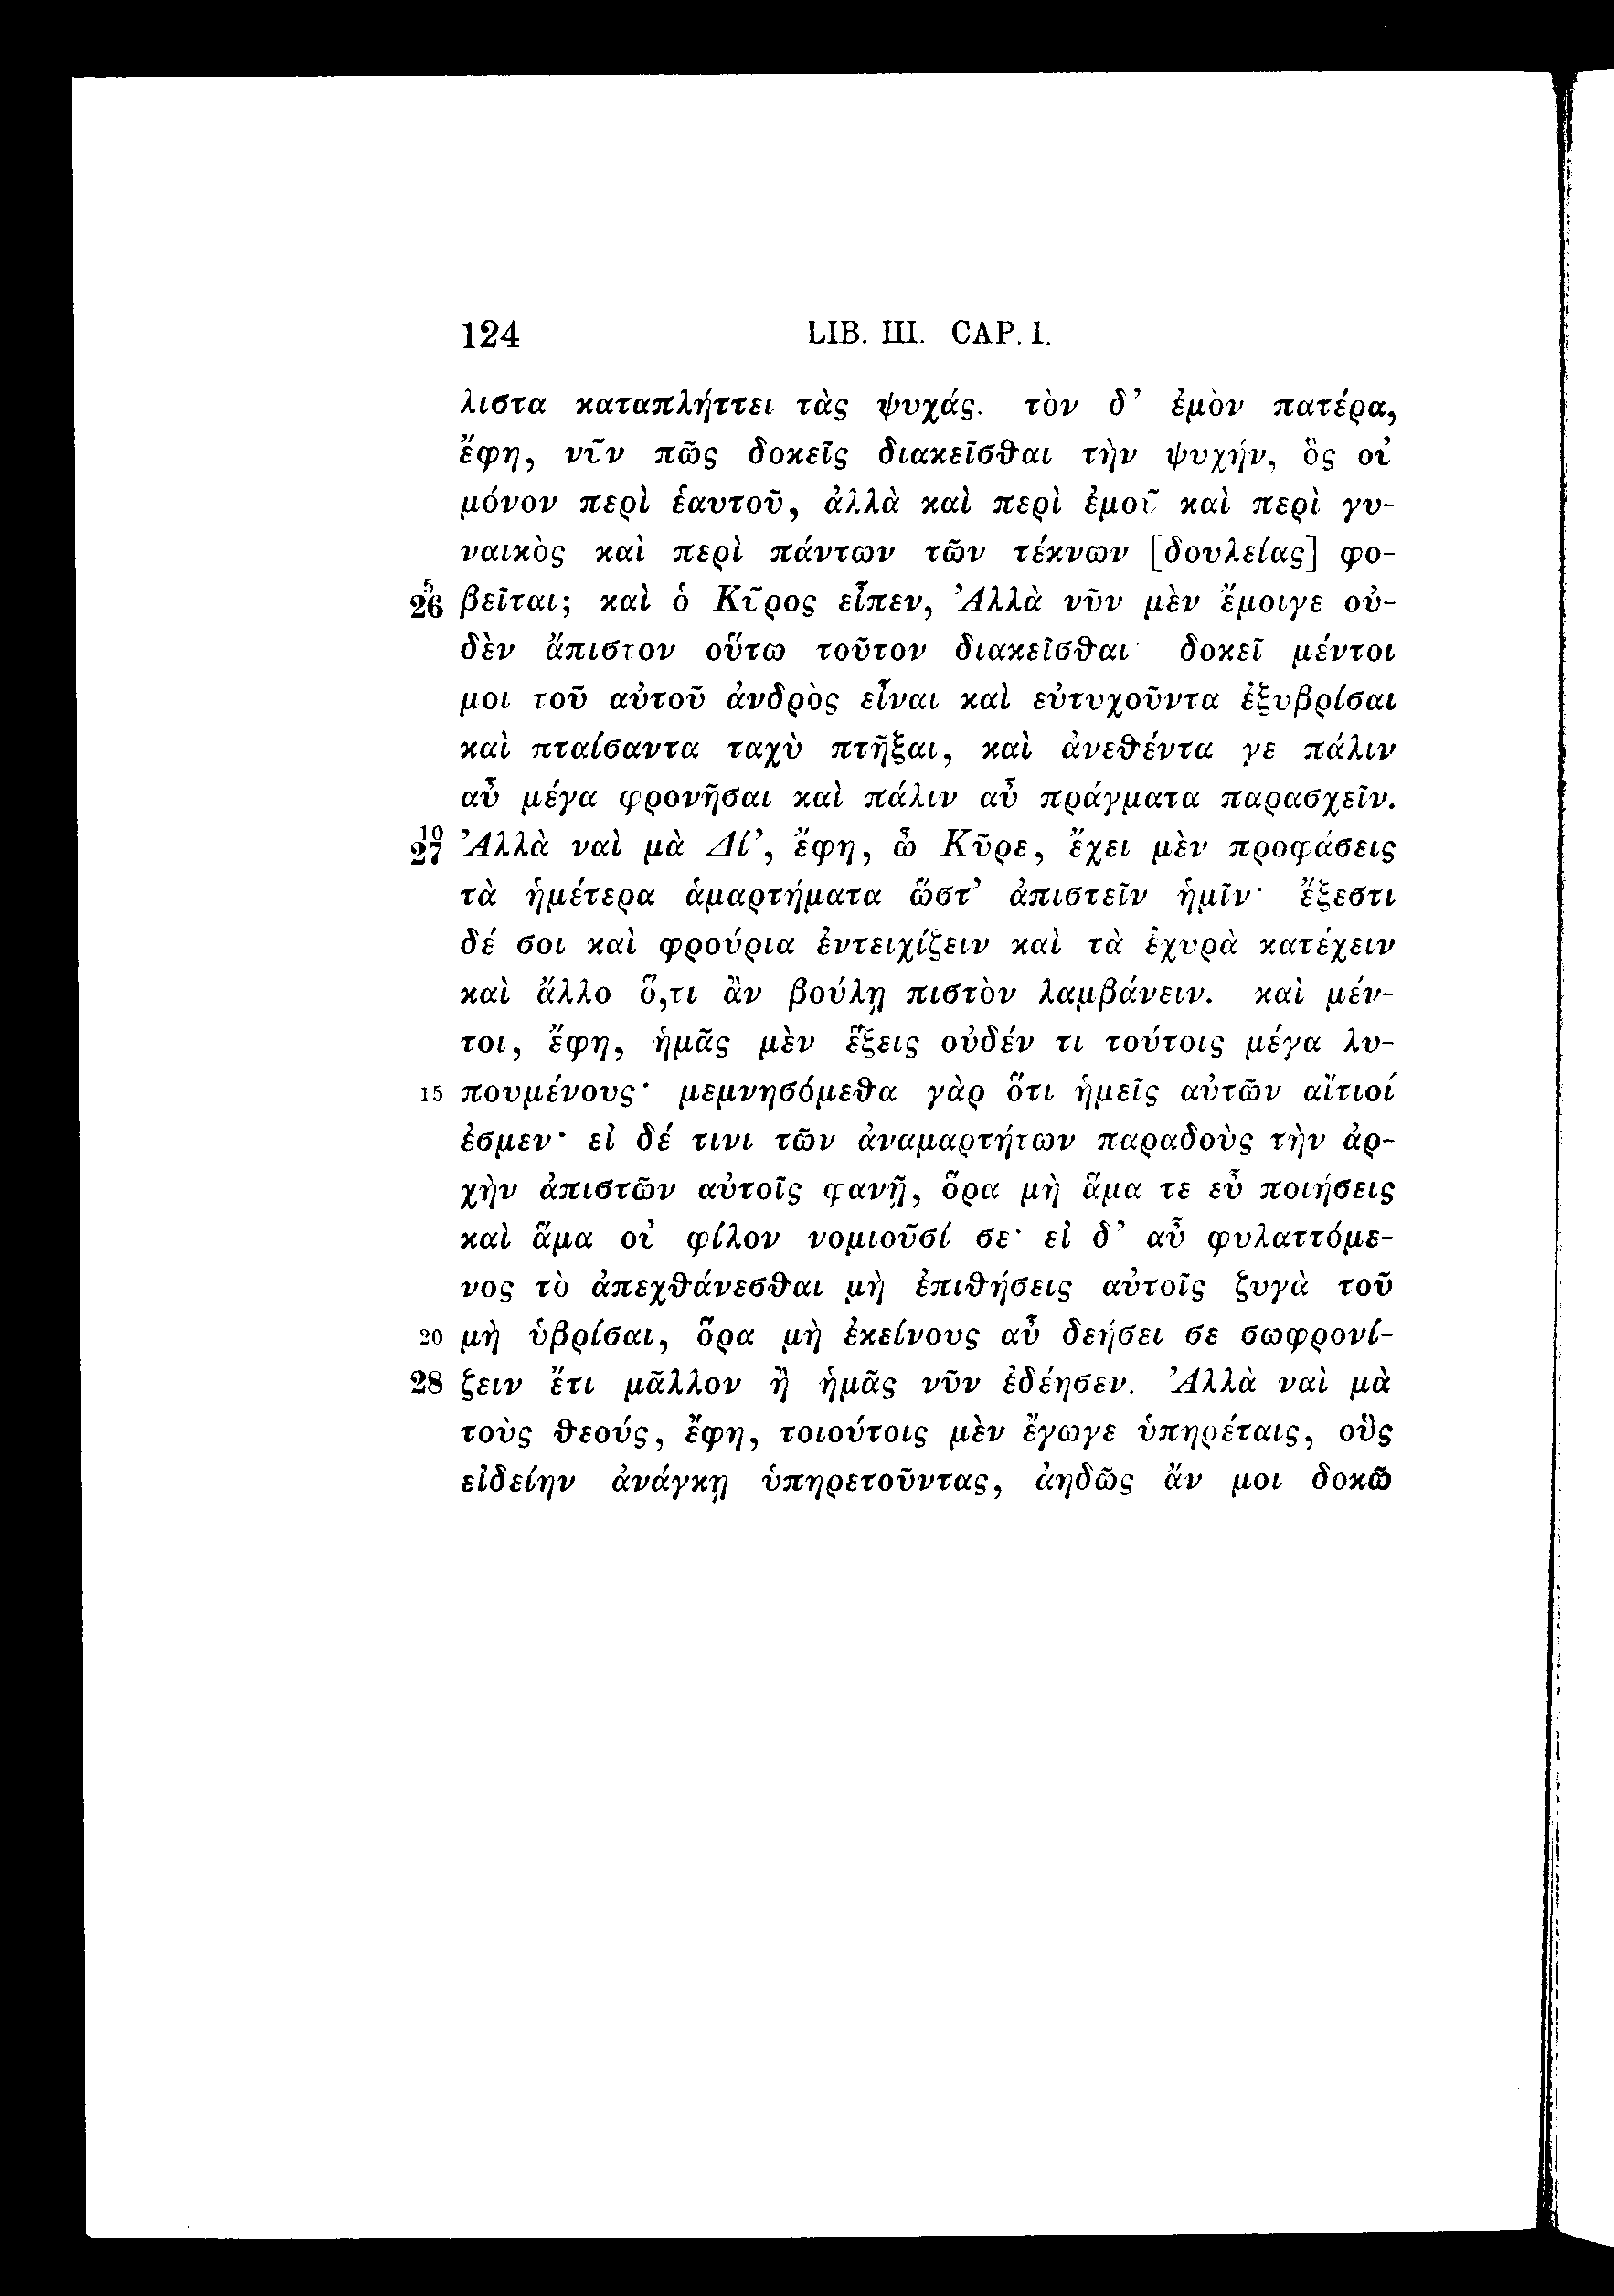 124 LIB. III. CAP. 1.
λιστα καταπλήττει τὰς ψυχάς. τὸν δ’ ἐμὸν πατέρα,
ἔφη, νῦν πῶς δοκεῖς διακεῖσθαι τὴν ψυχήν, ὃς οὐ
μόνον περὶ ἑαυτοῦ, ἀλλὰ καὶ περὶ ἐμοῦ καὶ περὶ γυ-
ναικὸς καὶ περὶ πάντων τῶν τέκνων [δουλείας] φο-
5 26 βεῖται; καὶ ὁ Κῦρος εἶπεν, Ἀλλὰ νῦν μὲν ἔμοιγε οὐ-
δὲν ἄπιστον οὕτω τοῦτον διακεῖσθαι· δοκεῖ μέντοι
μοι τοῦ αὐτοῦ ἀνδρὸς εἶναι καὶ εὐτυχοῦντα ἐξυβρίσαι
καὶ πταίσαντα ταχὺ πτῆξαι, καὶ ἀνεθέντα γε πάλιν
αὖ μέγα φρονῆσαι καὶ πάλιν αὖ πράγματα παρασχεῖν.
10 27 Ἀλλὰ ναὶ μὰ Δί’, ἔφη, ὦ Κῦρε, ἔχει μὲν προφάσεις
τὰ ἡμέτερα ἁμαρτήματα ὥστ’ ἀπιστεῖν ἡμῖν· ἔξεστι
δέ σοι καὶ φρούρια ἐντειχίζειν καὶ τὰ ἐχυρὰ κατέχειν
καὶ ἄλλο ὅ,τι ἂν βούλῃ πιστὸν λαμβάνειν. καὶ μέν-
τοι, ἔφη, ἡμᾶς μὲν ἕξεις οὐδέν τι τούτοις μέγα λυ-
15 πουμένους· μεμνησόμεθα γὰρ ὅτι ἡμεῖς αὐτῶν αἴτιοί
ἐσμεν· εἰ δέ τινι τῶν ἀναμαρτήτων παραδοὺς τὴν ἀρ-
χὴν ἀπιστῶν αὐτοῖς φανῇ, ὅρα μὴ ἅμα τε εὖ ποιήσεις
καὶ ἅμα οὐ φίλον νομιοῦσί σε· εἰ δ’ αὖ φυλαττόμε-
νος τὸ ἀπεχθάνεσθαι μὴ ἐπιθήσεις αὐτοῖς ζυγὰ τοῦ
20 μὴ ὑβρίσαι, ὅρα μὴ ἐκείνους αὖ δεήσει σε σωφρονί-
28 ζειν ἔτι μᾶλλον ἢ ἡμᾶς νῦν ἐδέησεν. Ἀλλὰ ναὶ μὰ
τοὺς θεούς, ἔφη, τοιούτοις μὲν ἔγωγε ὑπηρέταις, οὓς
εἰδείην ἀνάγκῃ ὑπηρετοῦντας, ἀηδῶς ἄν μοι δοκῶ